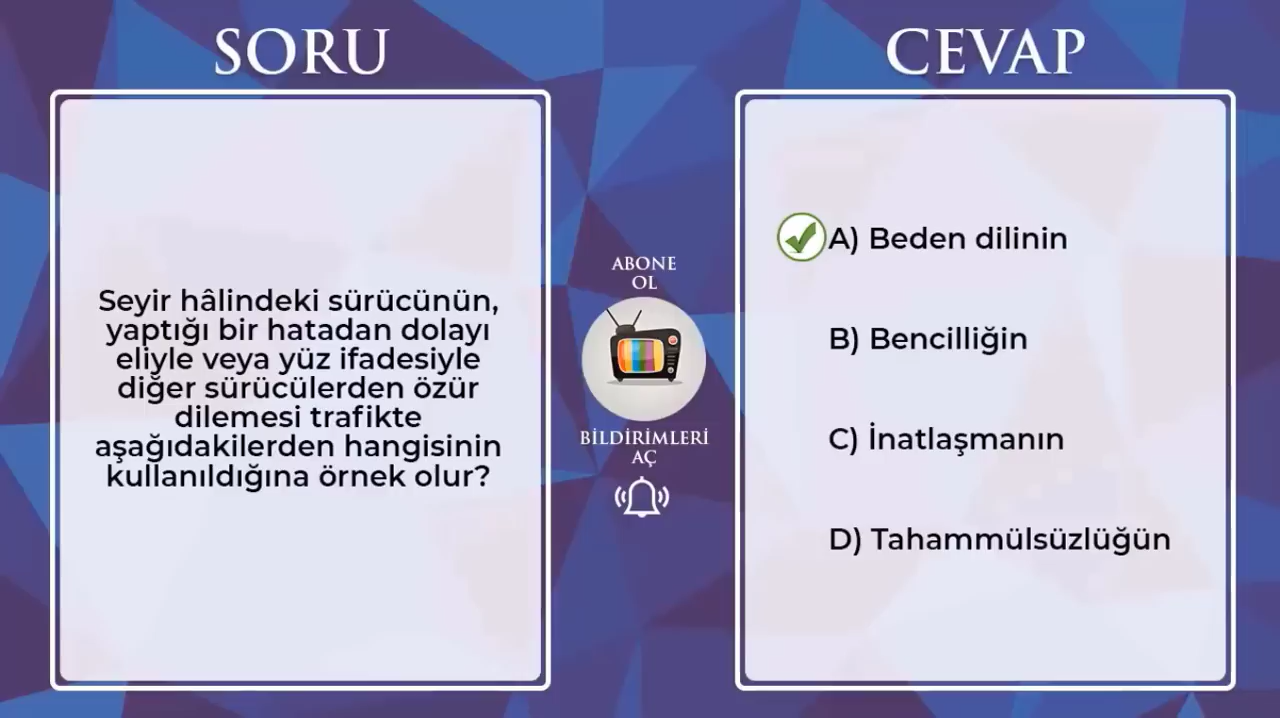 SORU
Seyir hâlindeki sürücünün,
yaptığı bir hatadan dolayı
eliyle veya yüz ifadesiyle
diğer sürücülerden özür
dilemesi trafikte
aşağıdakilerden hangisinin
kullanıldığına örnek olur?
ABONE
OL
BİLDİRİMLERİ
AÇ
CEVAP
A) Beden dilinin
B) Bencilliğin
C) İnatlaşmanın
D) Tahammülsüzlüğün